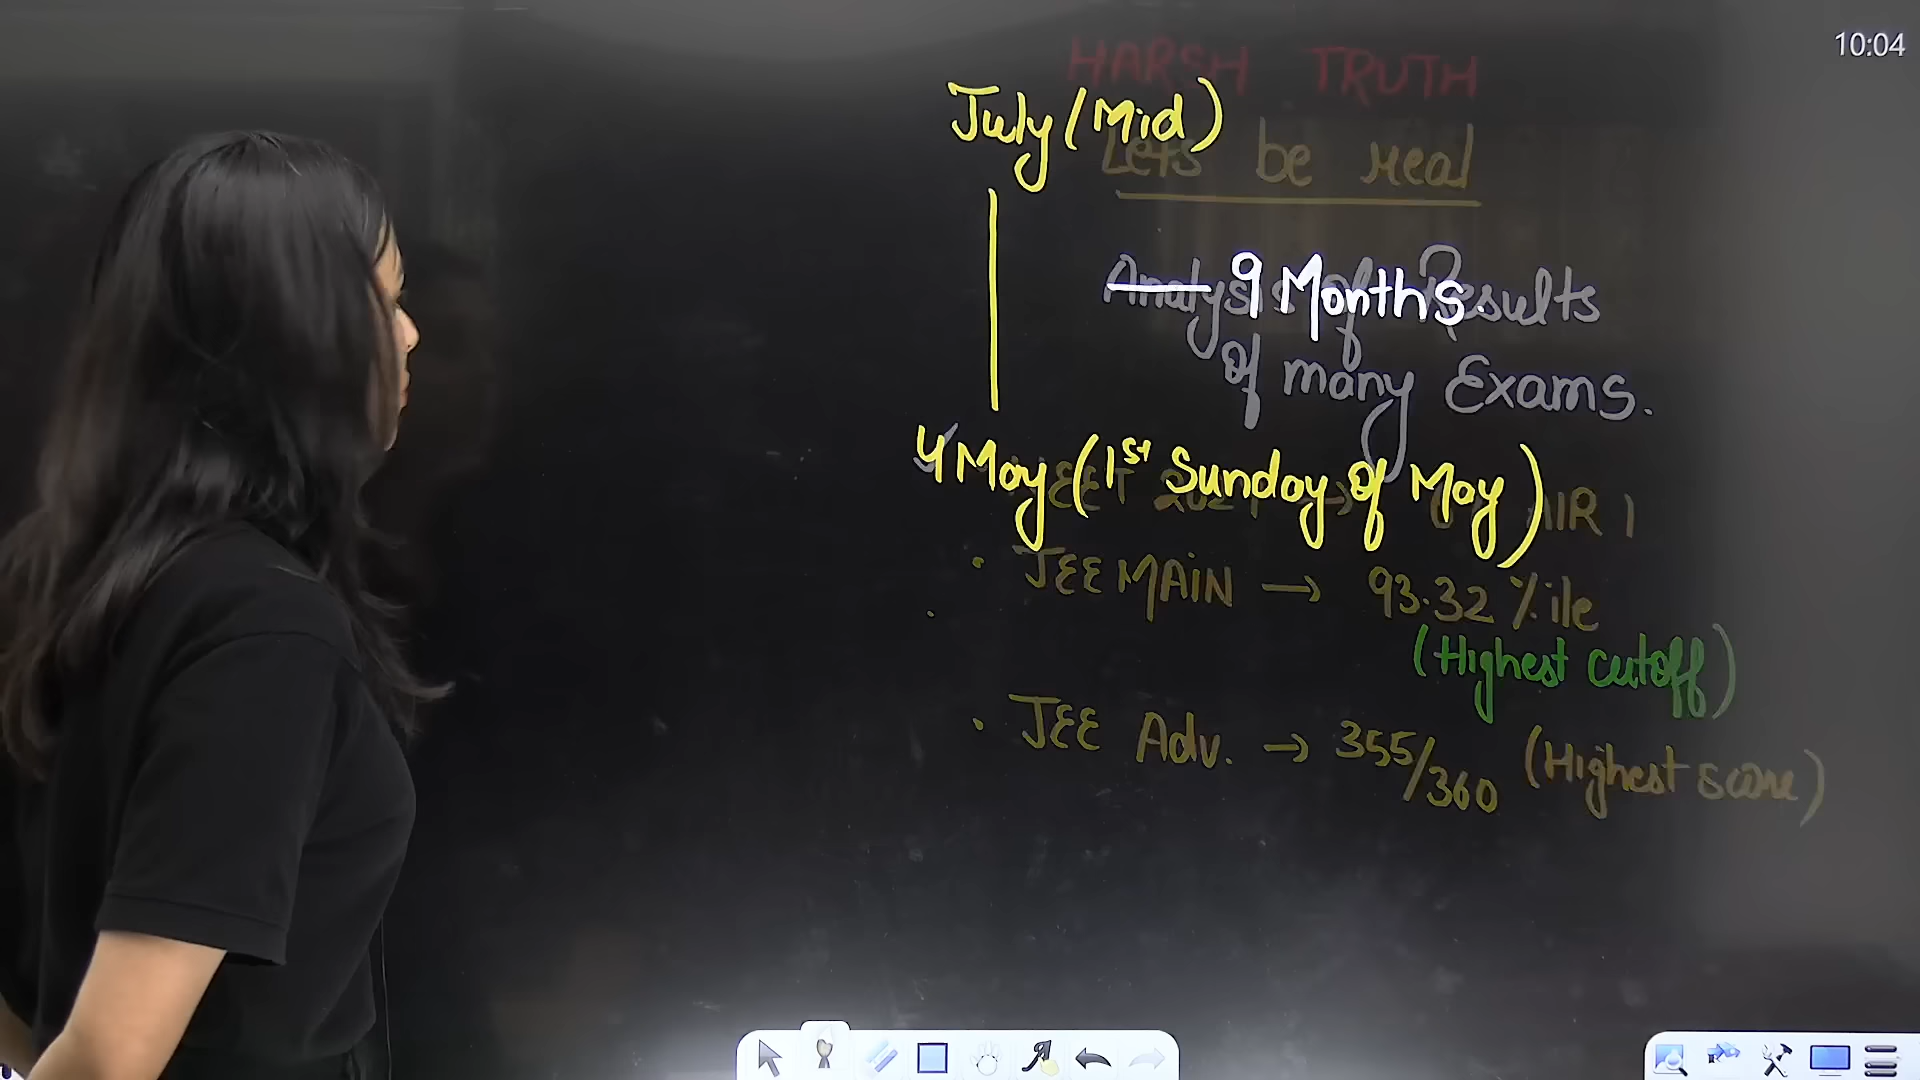 10:04
HARSH TRUTH
July (Mid)
Lets be real
9 Months.
Analysis of Results
of many Exams.
4 May (1st Sunday of May)
AIR 1
• JEE MAIN → 93.32 %ile
(Highest cutoff)
• JEE Adv. → 355/360 (Highest score)